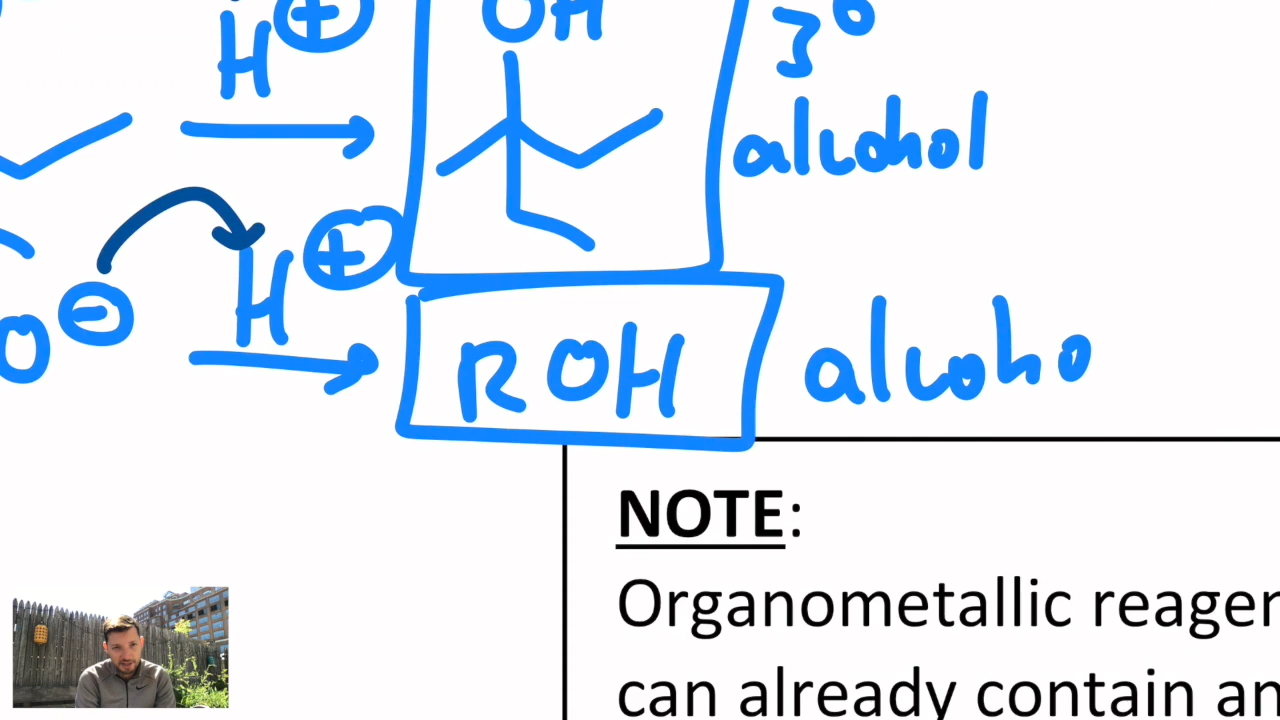 H⊕
OH
3°
alcohol
H⊕
O⊖
ROH
alcoho
NOTE:
Organometallic reagen
can already contain an